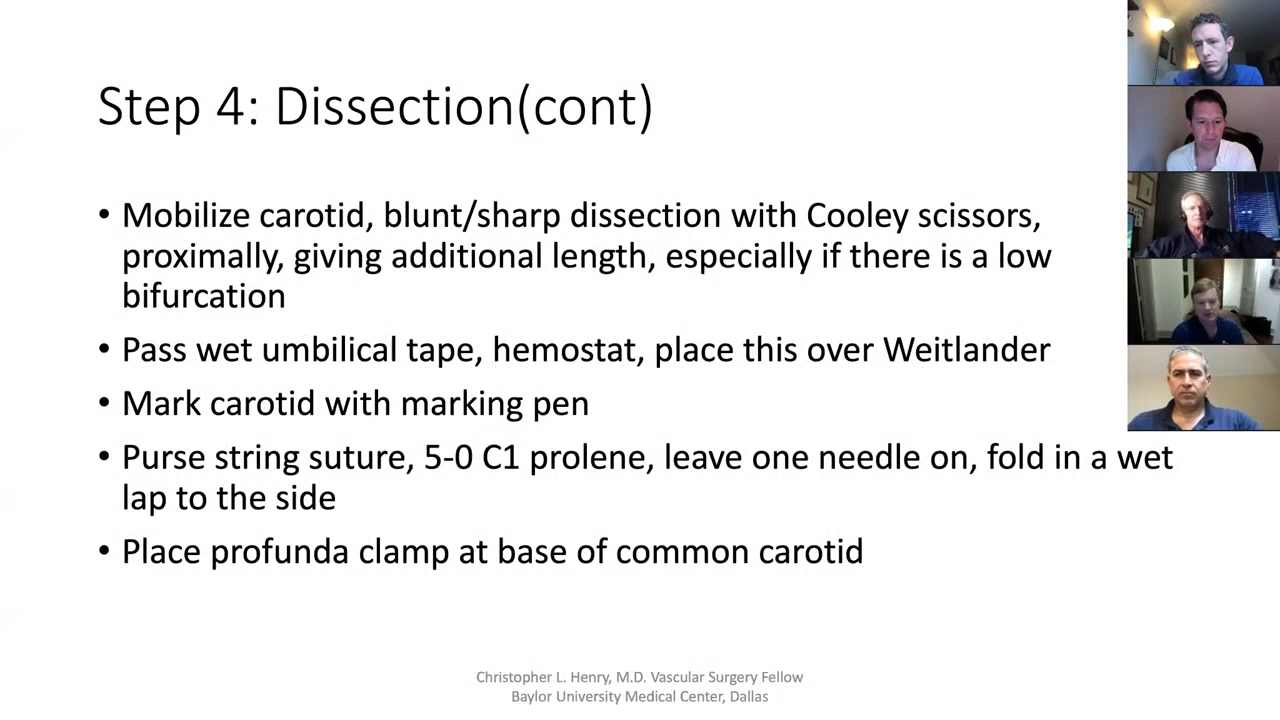 Step 4: Dissection(cont)
• Mobilize carotid, blunt/sharp dissection with Cooley scissors,
proximally, giving additional length, especially if there is a low
bifurcation
• Pass wet umbilical tape, hemostat, place this over Weitlander
• Mark carotid with marking pen
• Purse string suture, 5-0 C1 prolene, leave one needle on, fold in a wet
lap to the side
• Place profunda clamp at base of common carotid
Christopher L. Henry, M.D. Vascular Surgery Fellow
Baylor University Medical Center, Dallas